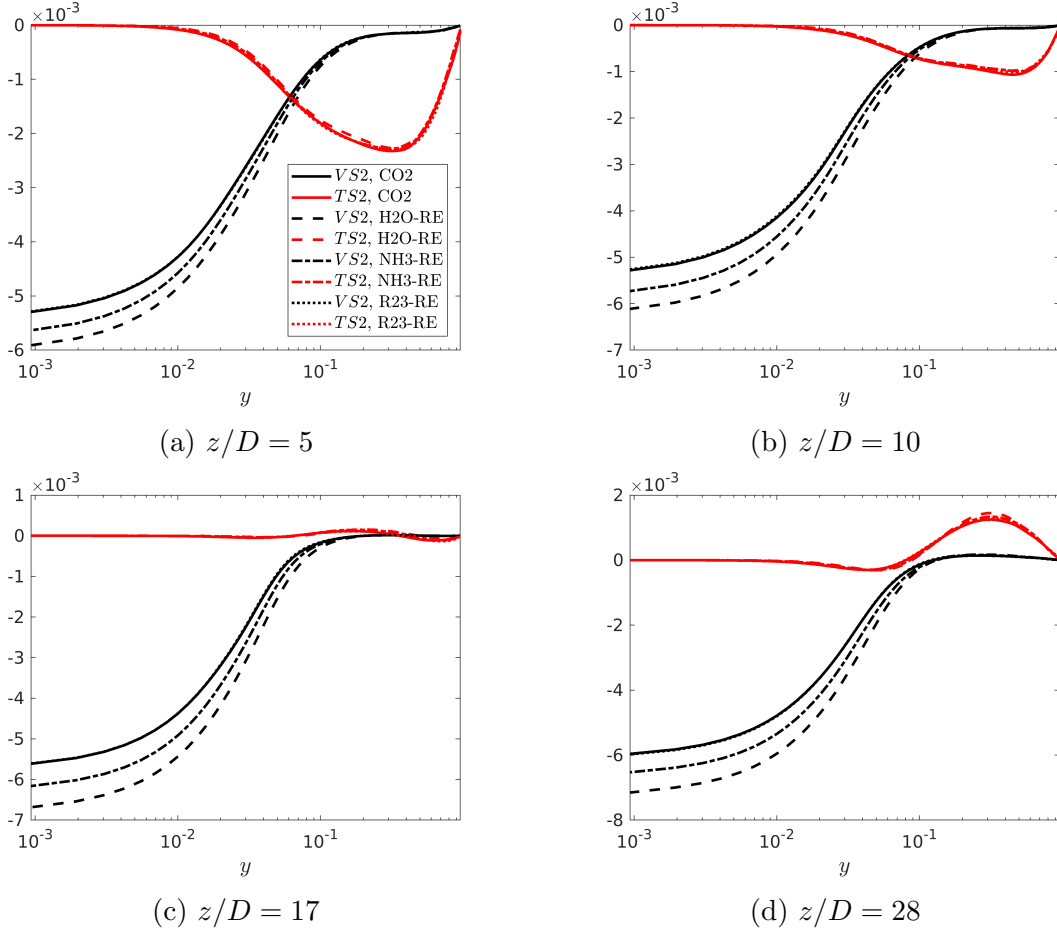 ×10⁻³
0
-1
-2
-3
-4
-5
-6
VS2, CO2
TS2, CO2
VS2, H2O-RE
TS2, H2O-RE
VS2, NH3-RE
TS2, NH3-RE
VS2, R23-RE
TS2, R23-RE
10⁻³ 10⁻² 10⁻¹
y
(a) z/D = 5
×10⁻³
0
-1
-2
-3
-4
-5
-6
-7
10⁻³ 10⁻² 10⁻¹
y
(b) z/D = 10
×10⁻³
1
0
-1
-2
-3
-4
-5
-6
-7
10⁻³ 10⁻² 10⁻¹
y
(c) z/D = 17
×10⁻³
2
0
-2
-4
-6
-8
10⁻³ 10⁻² 10⁻¹
y
(d) z/D = 28